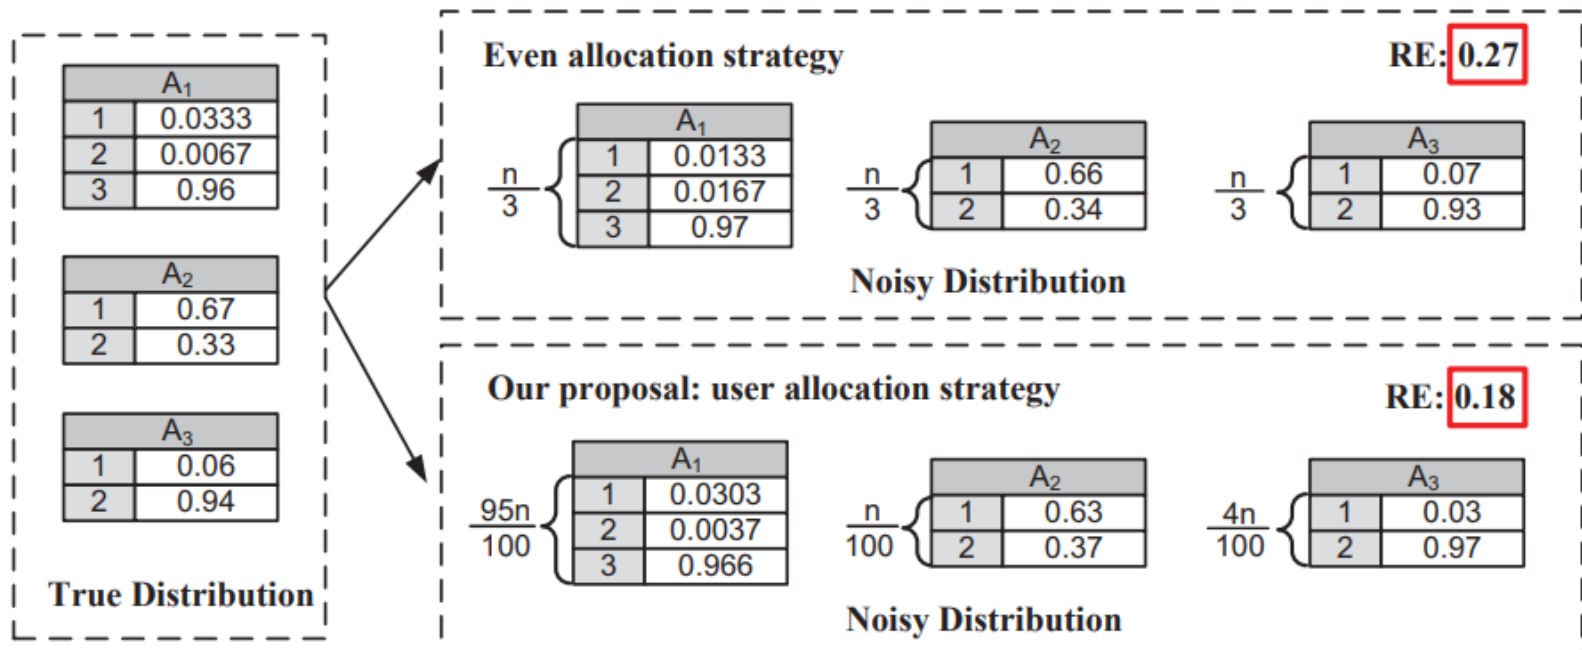 A1
1 0.0333
2 0.0067
3 0.96
A2
1 0.67
2 0.33
A3
1 0.06
2 0.94
True Distribution
Even allocation strategy RE: 0.27
n/3
A1
1 0.0133
2 0.0167
3 0.97
n/3
A2
1 0.66
2 0.34
n/3
A3
1 0.07
2 0.93
Noisy Distribution
Our proposal: user allocation strategy RE: 0.18
95n/100
A1
1 0.0303
2 0.0037
3 0.966
n/100
A2
1 0.63
2 0.37
4n/100
A3
1 0.03
2 0.97
Noisy Distribution